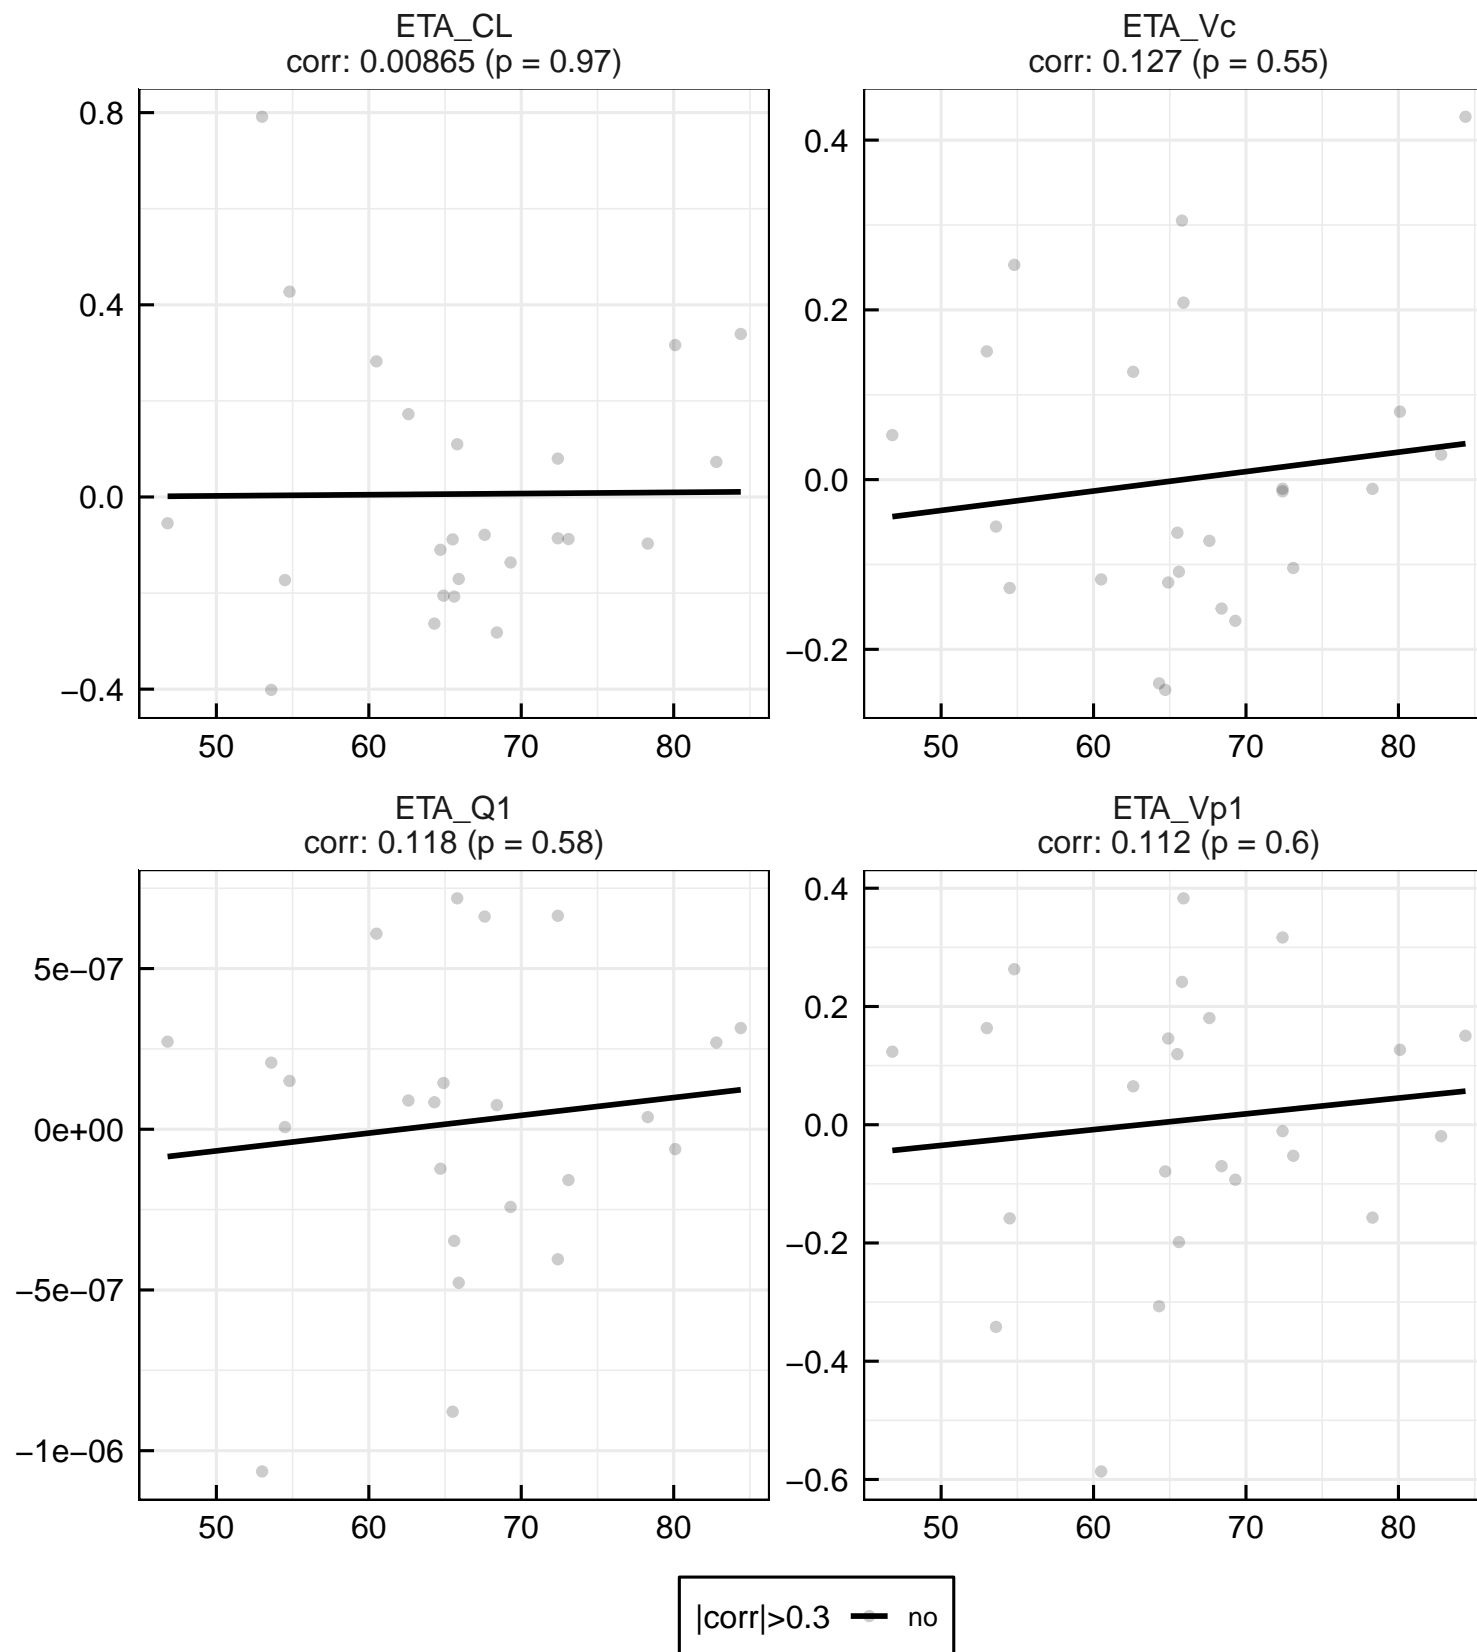 ETA_CL
corr: 0.00865 (p = 0.97)
ETA_Vc
corr: 0.127 (p = 0.55)
0.8
0.4
0.0
−0.4
50 60 70 80
0.4
0.2
0.0
−0.2
50 60 70 80
ETA_Q1
corr: 0.118 (p = 0.58)
ETA_Vp1
corr: 0.112 (p = 0.6)
5e−07
0e+00
−5e−07
−1e−06
50 60 70 80
0.4
0.2
0.0
−0.2
−0.4
−0.6
50 60 70 80
|corr|>0.3 no